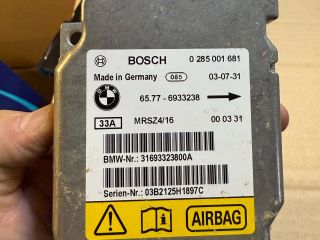 BOSCH 0 285 001 681
Made in Germany 085 03-07-31
BMW
65.77 - 6933238
33A MRSZ4/16 00 03 31
BMW-Nr: 31693323800A
Serien-Nr: 03B2125H1897C
AIRBAG